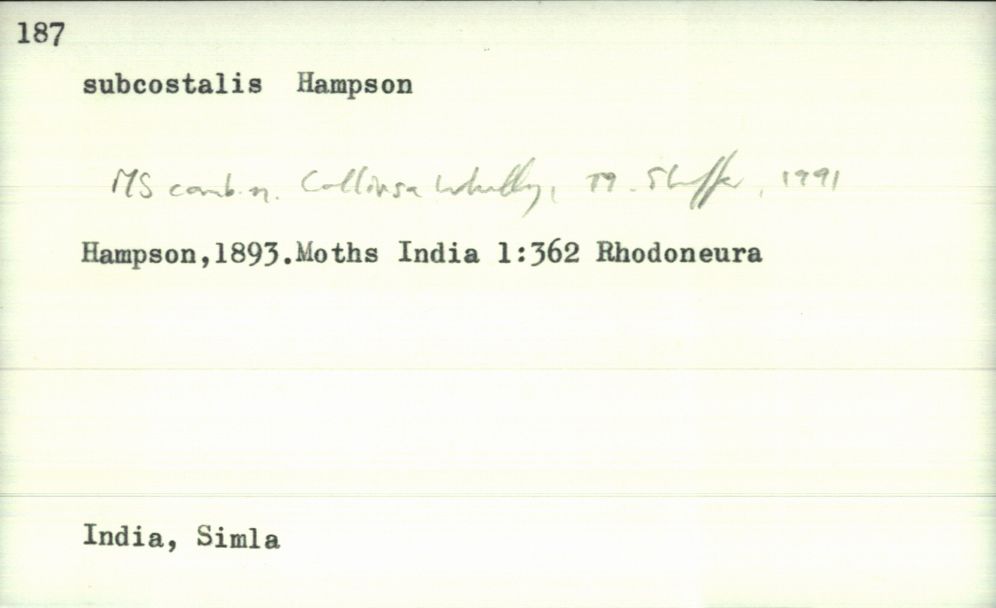 187
subcostalis Hampson
MS comb. n. Collinsa Whalley, M. Shaffer, 1991
Hampson,1893.Moths India 1:362 Rhodoneura
India, Simla